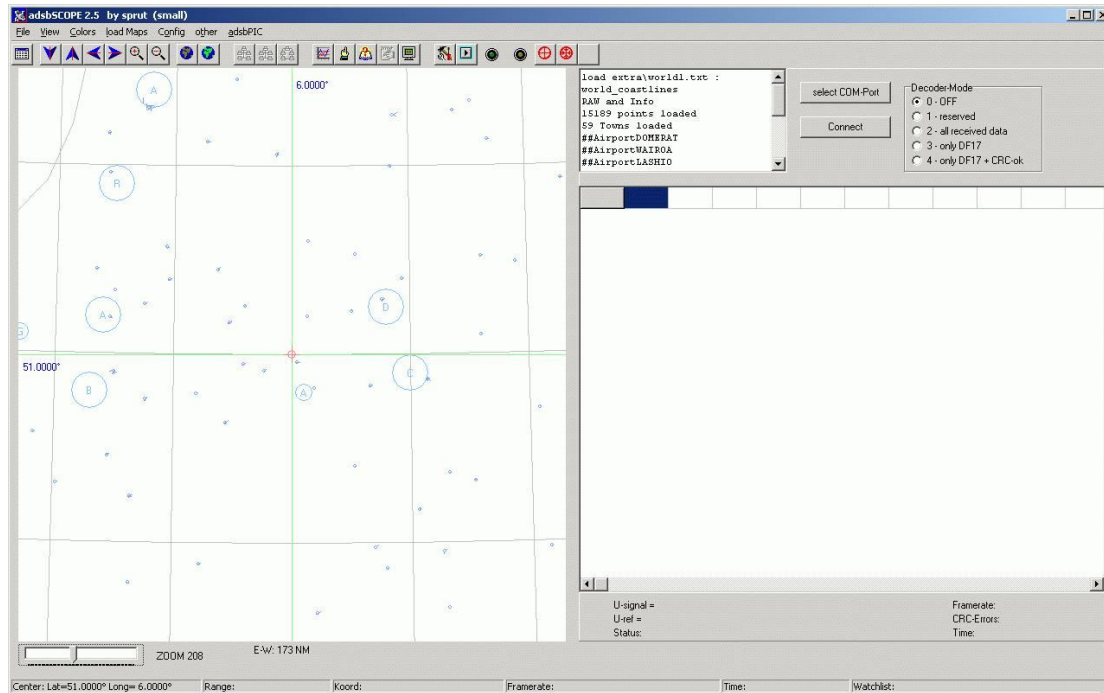 adsbSCOPE 2.5 by sprut (small)
File View Colors load Maps Config other adsbPIC
6.0000°
51.0000°
A
R
A
G
D
B
C
A
load extra\world1.txt :
world_coastlines
RAW and Info
15189 points loaded
59 Towns loaded
##AirportDOMERAT
##AirportWAIROA
##AirportLASHIO
select COM-Port
Connect
Decoder-Mode
0 - OFF
1 - reserved
2 - all received data
3 - only DF17
4 - only DF17 + CRC-ok
U-signal =
U-ref =
Status:
Framerate:
CRC-Errors:
Time:
ZOOM 208
E-W: 173 NM
Center: Lat=51.0000° Long= 6.0000° Range: Koord: Framerate: Time: Watchlist: